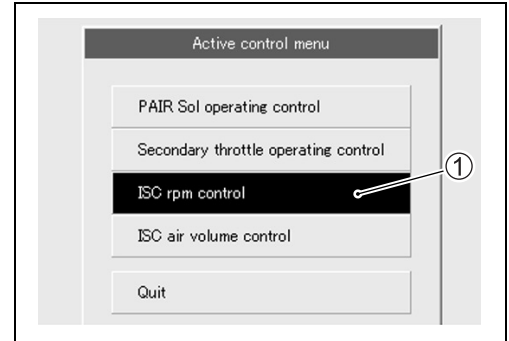 Active control menu
PAIR Sol operating control
Secondary throttle operating control
ISC rpm control
1
ISC air volume control
Quit